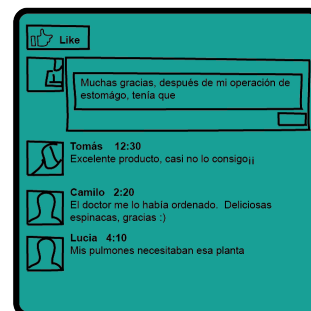 Like
Muchas gracias, después de mi operación de
estomágo, tenía que
Tomás 12:30
Excelente producto, casi no lo consigo¡¡
Camilo 2:20
El doctor me lo había ordenado. Deliciosas
espinacas, gracias :)
Lucia 4:10
Mis pulmones necesitaban esa planta